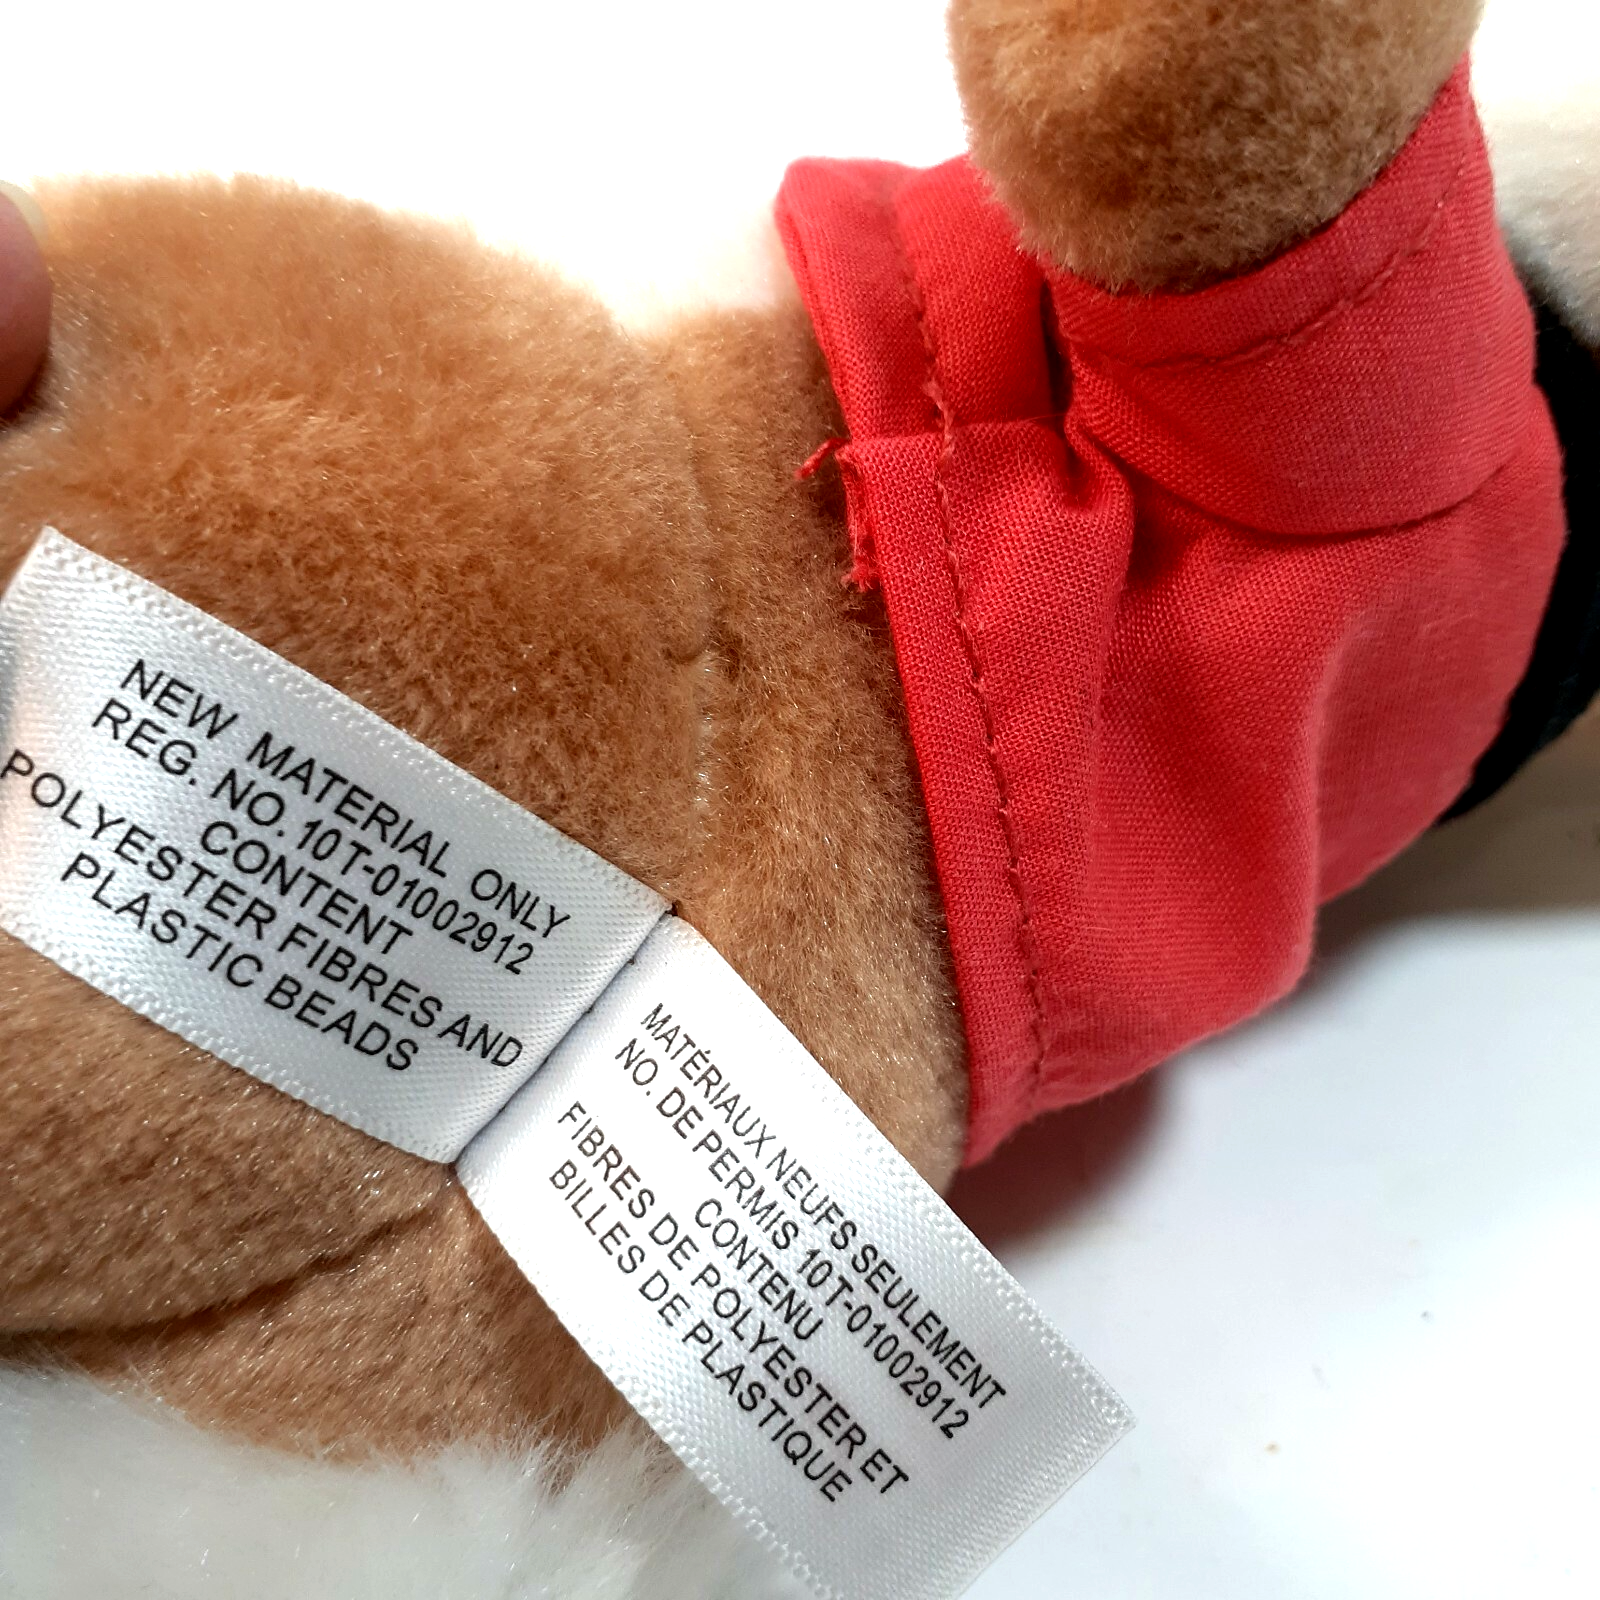 NEW MATERIAL ONLY
REG. NO. 10T-01002912
CONTENT
POLYESTER FIBRES AND
PLASTIC BEADS
MATÉRIAUX NEUFS SEULEMENT
NO. DE PERMIS 10T-01002912
CONTENU
FIBRES DE POLYESTER ET
BILLES DE PLASTIQUE